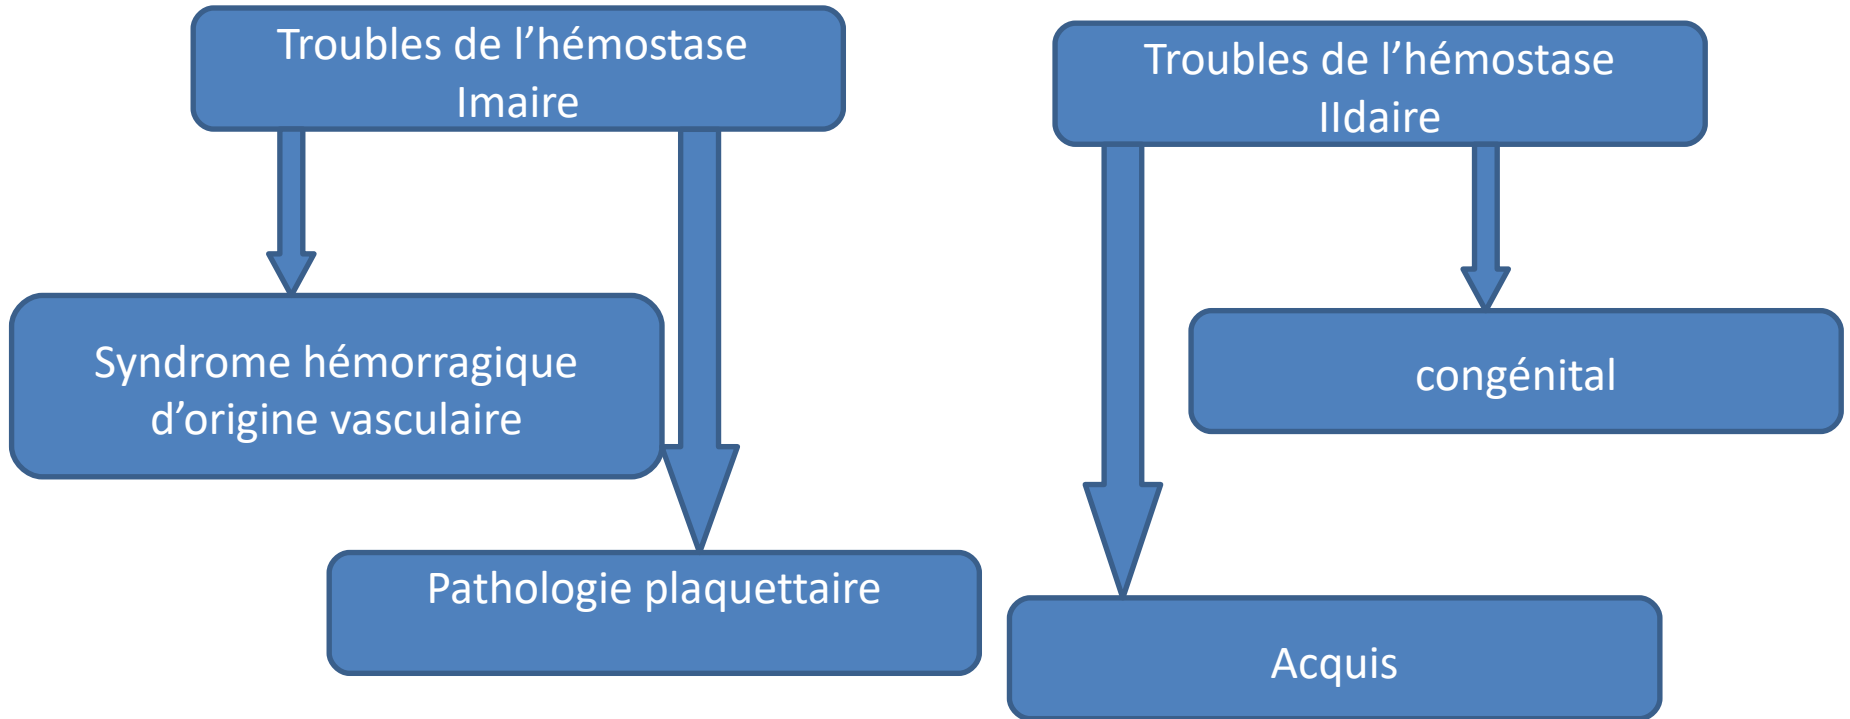 Troubles de l’hémostase
Imaire
Troubles de l’hémostase
IIdaire
Syndrome hémorragique
d’origine vasculaire
congénital
Pathologie plaquettaire
Acquis